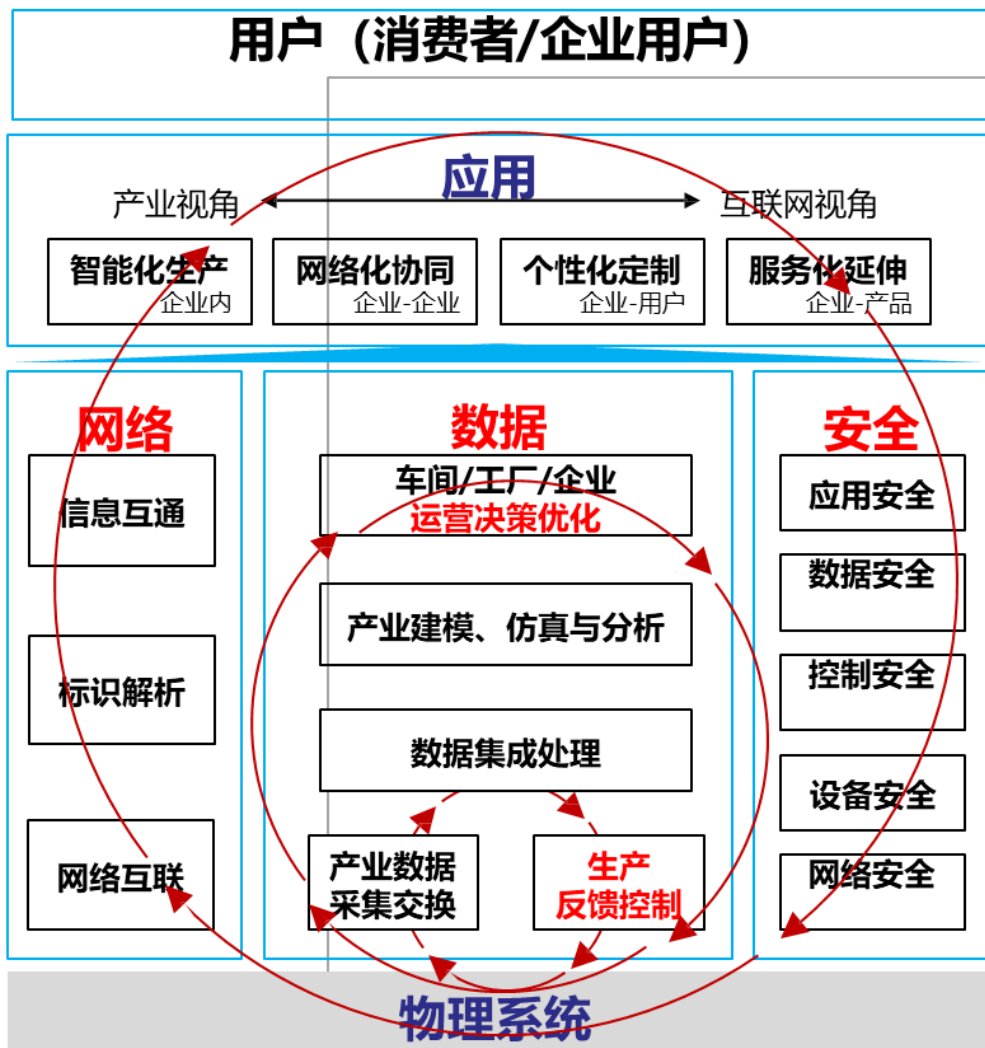 用户（消费者/企业用户）
应用
产业视角
互联网视角
智能化生产
企业内
网络化协同
企业-企业
个性化定制
企业-用户
服务化延伸
企业-产品
网络
信息互通
标识解析
网络互联
数据
车间/工厂/企业
运营决策优化
产业建模、仿真与分析
数据集成处理
产业数据
采集交换
生产
反馈控制
安全
应用安全
数据安全
控制安全
设备安全
网络安全
物理系统